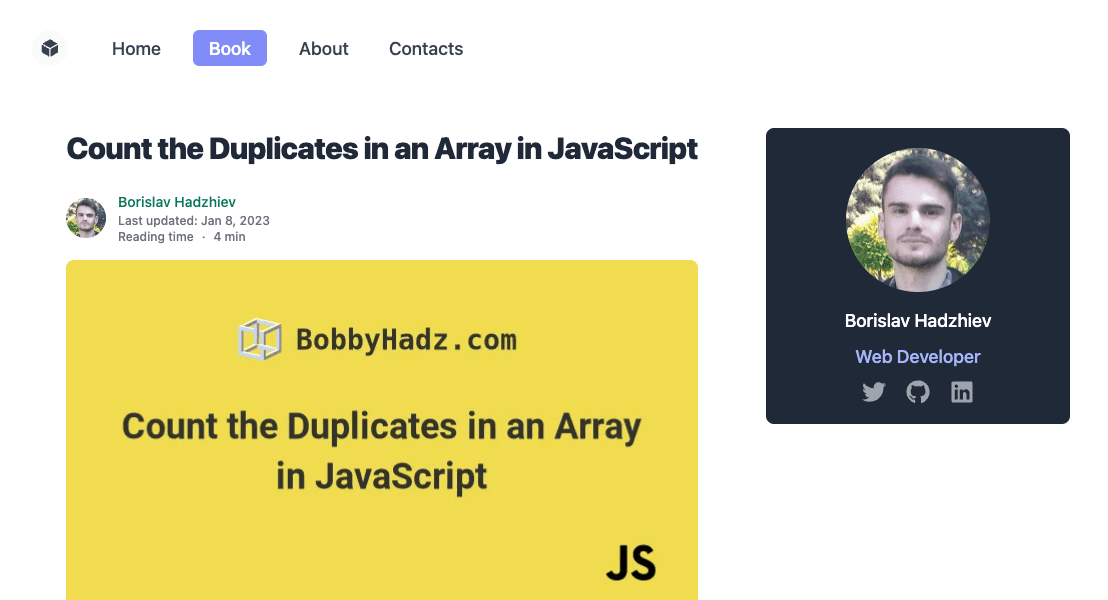 Home
Book
About
Contacts
Count the Duplicates in an Array in JavaScript
Borislav Hadzhiev
Last updated: Jan 8, 2023
Reading time · 4 min
BobbyHadz.com
Count the Duplicates in an Array
in JavaScript
JS
Borislav Hadzhiev
Web Developer
in